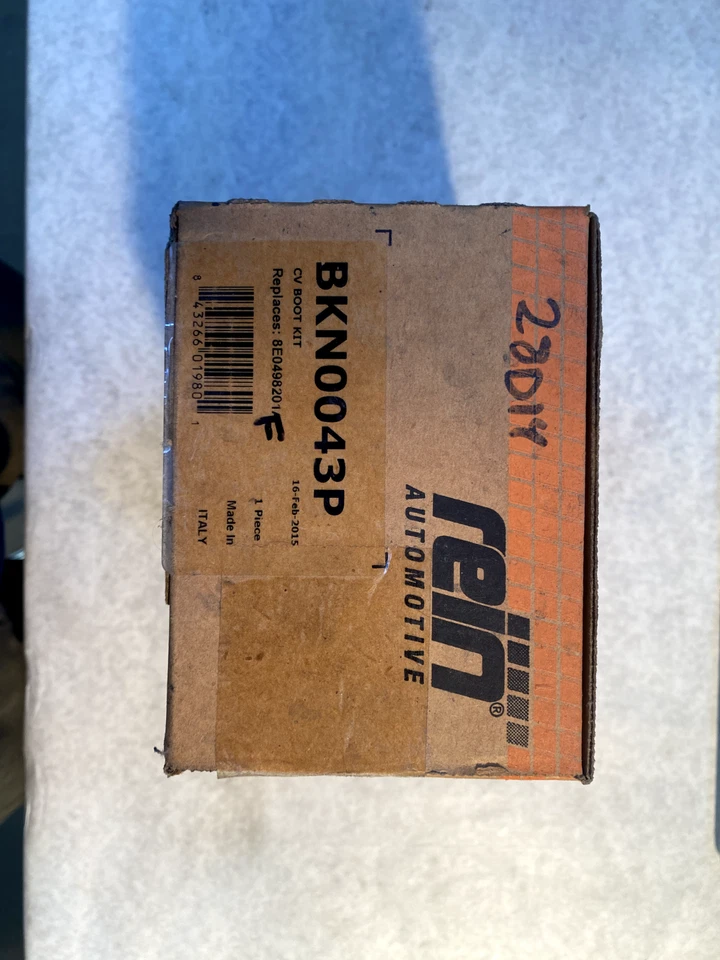 22D14
rein®
AUTOMOTIVE
BKN0043P
CV BOOT KIT
16-Feb-2015
Replaces: 8E0498201
F
1 Piece
Made In
ITALY
8 43266 01980 1